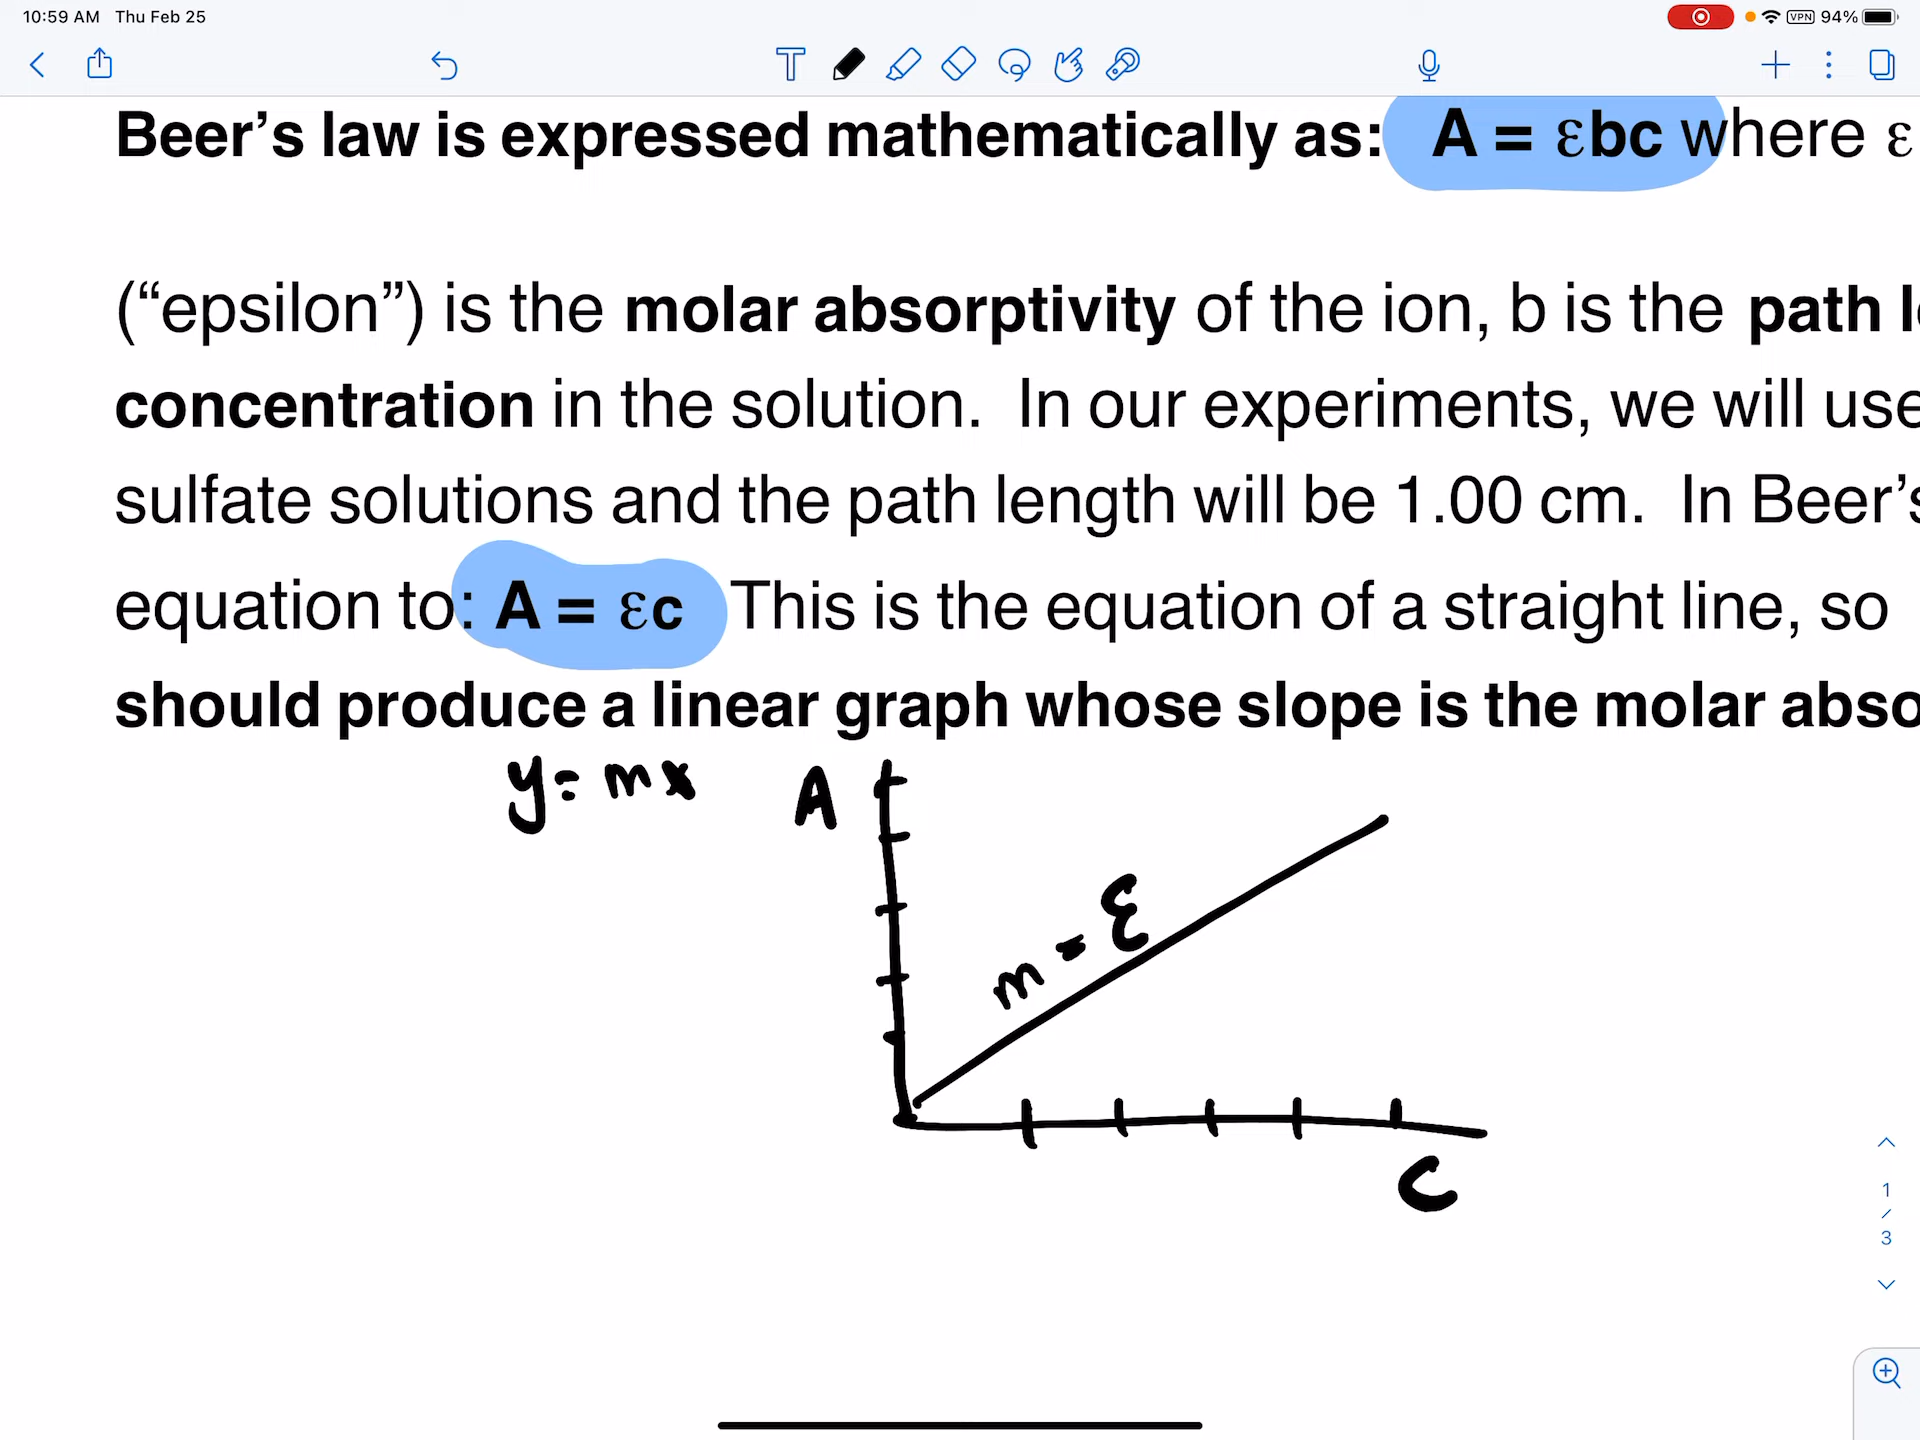 10:59 AM Thu Feb 25
VPN 94%
Beer’s law is expressed mathematically as: A = εbc where ε
(“epsilon”) is the molar absorptivity of the ion, b is the path l
concentration in the solution. In our experiments, we will use
sulfate solutions and the path length will be 1.00 cm. In Beer’s
equation to: A = εc This is the equation of a straight line, so
should produce a linear graph whose slope is the molar abso
y = mx
A
m = ε
C
1
/
3